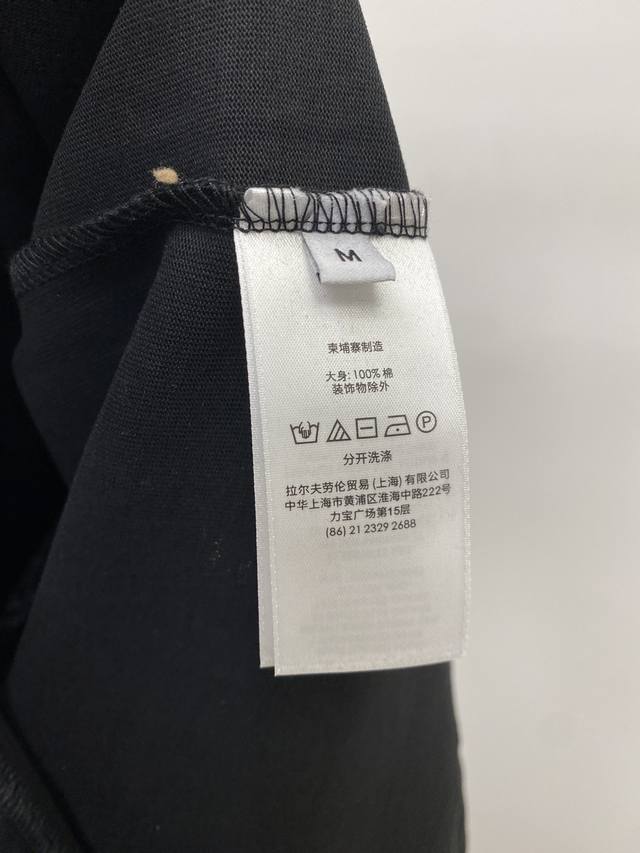 M
柬埔寨制造
大身: 100% 棉
装饰物除外
P
分开洗涤
拉尔夫劳伦贸易 (上海) 有限公司
中华上海市黄浦区淮海中路222号
力宝广场第15层
(86) 21 2329 2688